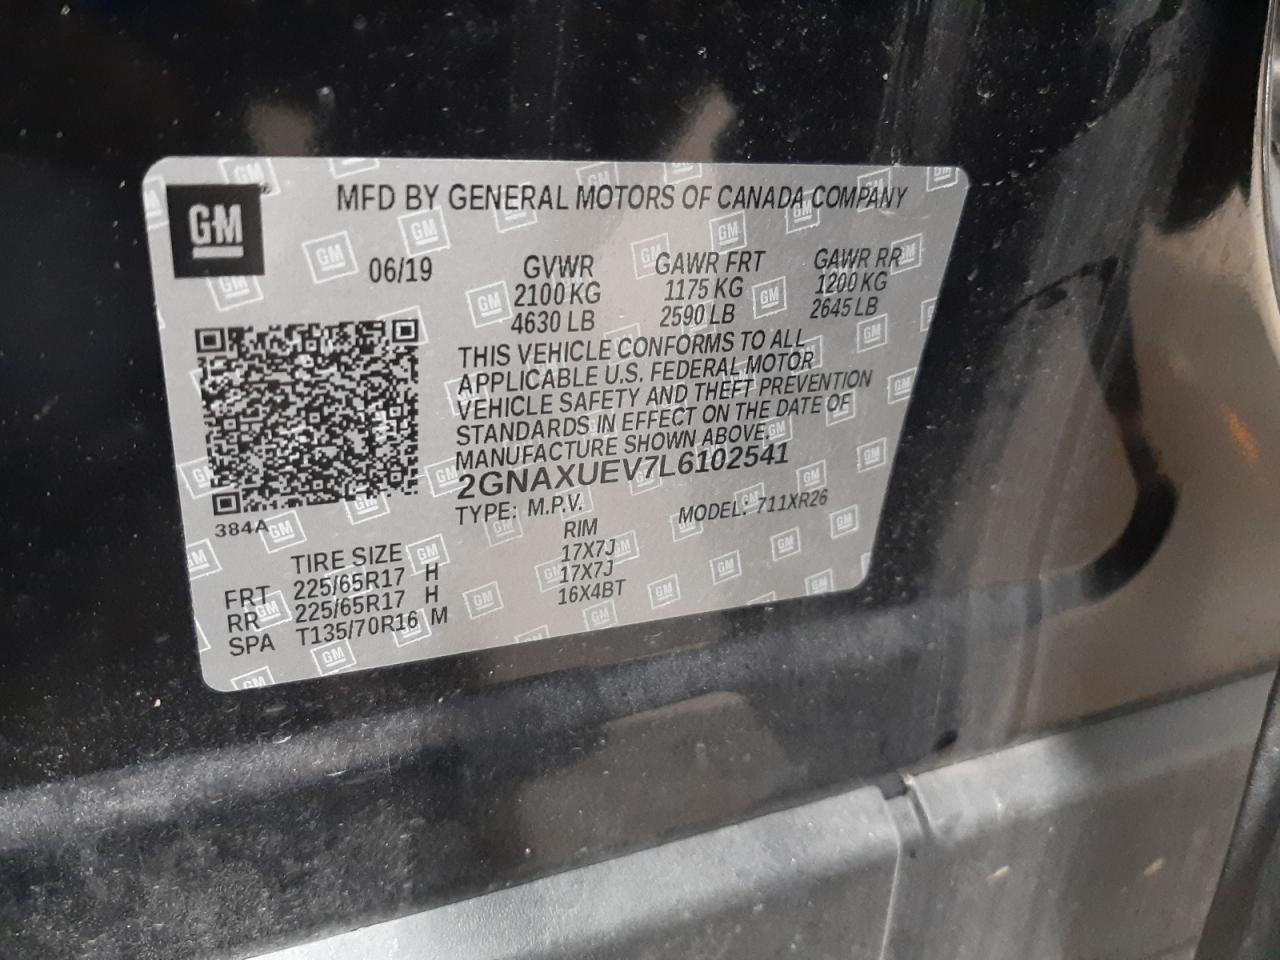 GM
MFD BY GENERAL MOTORS OF CANADA COMPANY
06/19 GVWR GAWR FRT GAWR RR
2100 KG 1175 KG 1200 KG
4630 LB 2590 LB 2645 LB
THIS VEHICLE CONFORMS TO ALL
APPLICABLE U.S. FEDERAL MOTOR
VEHICLE SAFETY AND THEFT PREVENTION
STANDARDS IN EFFECT ON THE DATE OF
MANUFACTURE SHOWN ABOVE.
2GNAXUEV7L6102541
TYPE: M.P.V. MODEL: 711XR26
384A
TIRE SIZE RIM
FRT 225/65R17 H 17X7J
RR 225/65R17 H 17X7J
SPA T135/70R16 M 16X4BT